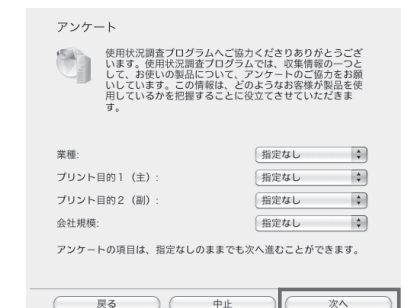 アンケート
使用状況調査プログラムへご協力くださりありがとうござ
います。使用状況調査プログラムでは、収集情報の一つと
して、お使いの製品について、アンケートのご協力をお願
いしています。この情報は、どのようなお客様が製品を使
用しているかを把握することに役立てさせていただきま
す。
業種: 指定なし
プリント目的1（主）: 指定なし
プリント目的2（副）: 指定なし
会社規模: 指定なし
アンケートの項目は、指定なしのままでも次へ進むことができます。
戻る 中止 次へ